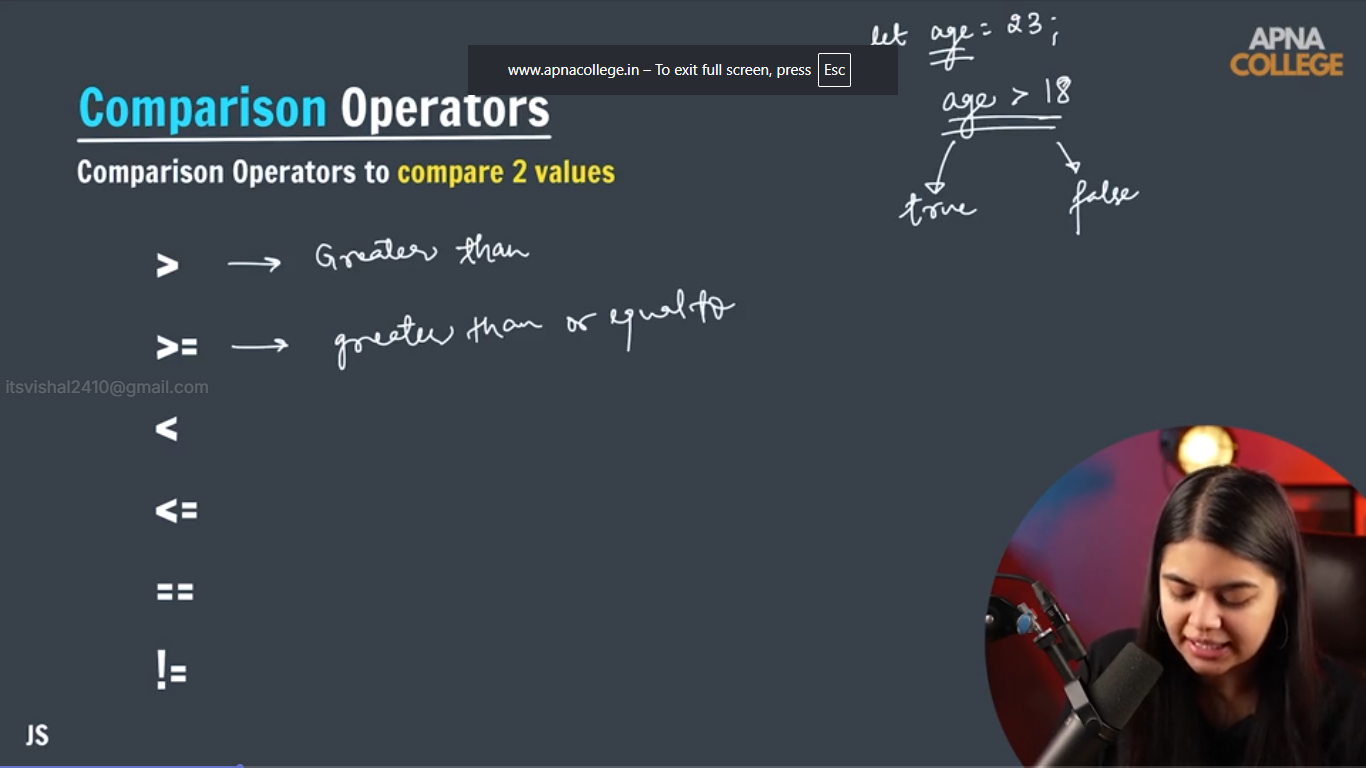 let age = 23;
APNA
COLLEGE
www.apnacollege.in – To exit full screen, press Esc
age > 18
Comparison Operators
Comparison Operators to compare 2 values
true
false
> → Greater than
>= → greater than or equal to
itsvishal2410@gmail.com
<
<=
==
!=
JS